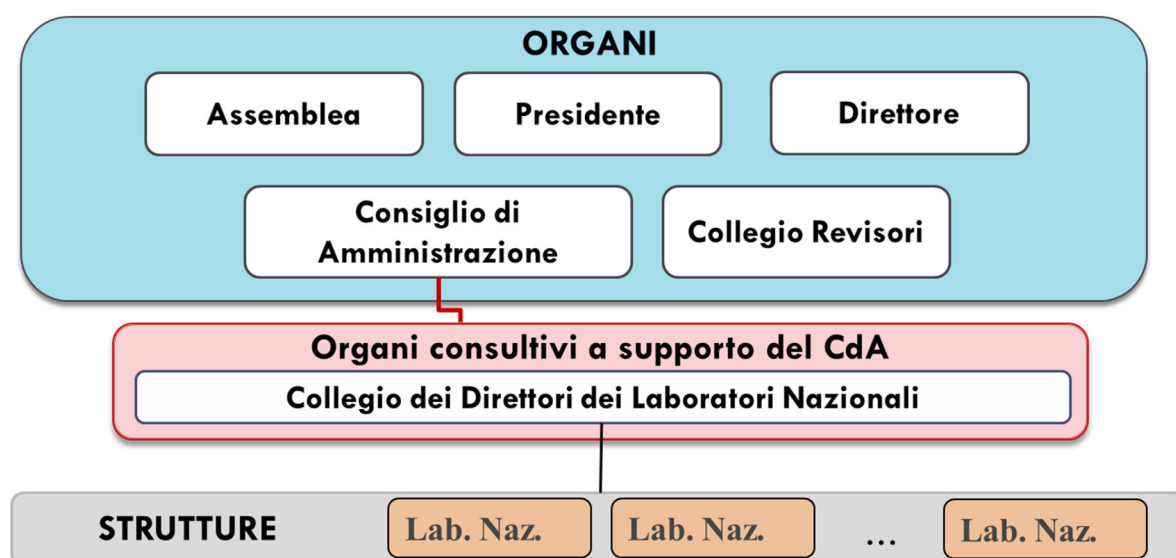 ORGANI
Assemblea
Presidente
Direttore
Consiglio di
Amministrazione
Collegio Revisori
Organi consultivi a supporto del CdA
Collegio dei Direttori dei Laboratori Nazionali
STRUTTURE
Lab. Naz.
Lab. Naz.
...
Lab. Naz.